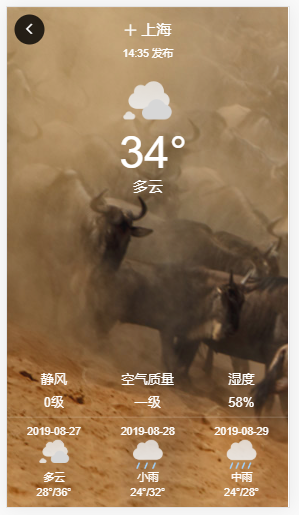 + 上海
14:35 发布
34°
多云
静风 空气质量 湿度
0级 一级 58%
2019-08-27 2019-08-28 2019-08-29
多云 小雨 中雨
28°/36° 24°/32° 24°/28°